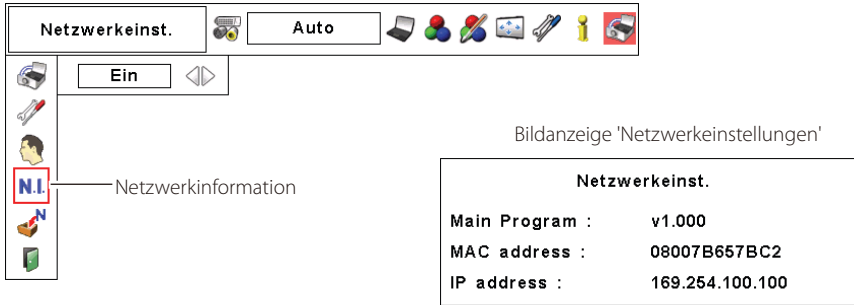 Netzwerkeinst.
Auto
Ein
N.I.
Netzwerkinformation
N
Bildanzeige 'Netzwerkeinstellungen'
Netzwerkeinst.
Main Program : v1.000
MAC address : 08007B657BC2
IP address : 169.254.100.100